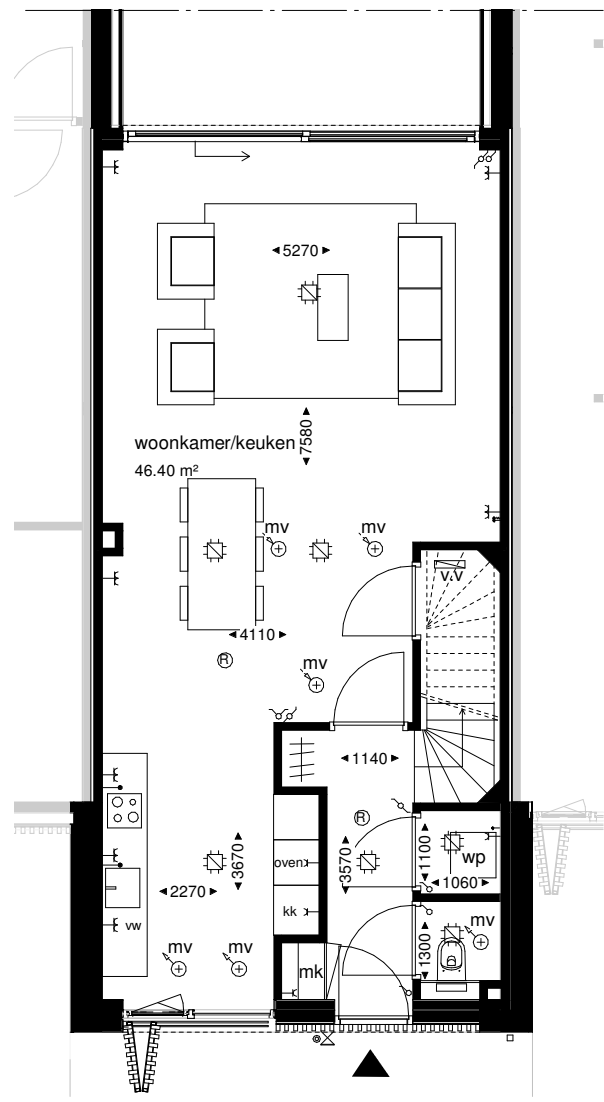 5270
7580
woonkamer/keuken
46.40 m²
mv
mv
v.v
4110
R
mv
1140
R
3670
oven
3570
1100
wp
1060
2270
kk
vw
mv
mv
mk
1300
mv